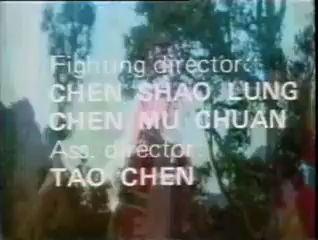 Fighting director:
CHEN SHAO LUNG
CHEN MU CHUAN
Ass. director:
TAO CHEN